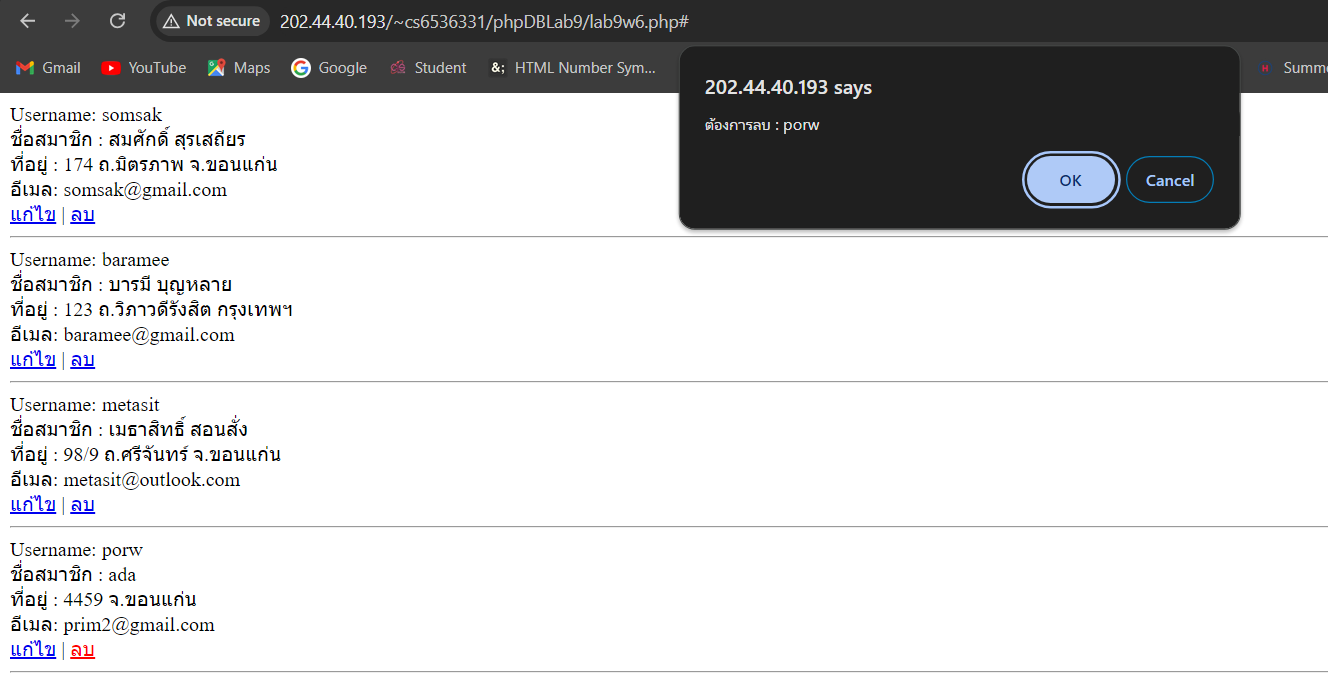 Not secure 202.44.40.193/~cs6536331/phpDBLab9/lab9w6.php#
Gmail YouTube Maps Google Student &; HTML Number Sym... Summe
202.44.40.193 says
ต้องการลบ : porw
OK Cancel
Username: somsak
ชื่อสมาชิก : สมศักดิ์ สุรเสถียร
ที่อยู่ : 174 ถ.มิตรภาพ จ.ขอนแก่น
อีเมล: somsak@gmail.com
แก้ไข | ลบ
Username: baramee
ชื่อสมาชิก : บารมี บุญหลาย
ที่อยู่ : 123 ถ.วิภาวดีรังสิต กรุงเทพฯ
อีเมล: baramee@gmail.com
แก้ไข | ลบ
Username: metasit
ชื่อสมาชิก : เมธาสิทธิ์ สอนสั่ง
ที่อยู่ : 98/9 ถ.ศรีจันทร์ จ.ขอนแก่น
อีเมล: metasit@outlook.com
แก้ไข | ลบ
Username: porw
ชื่อสมาชิก : ada
ที่อยู่ : 4459 จ.ขอนแก่น
อีเมล: prim2@gmail.com
แก้ไข | ลบ